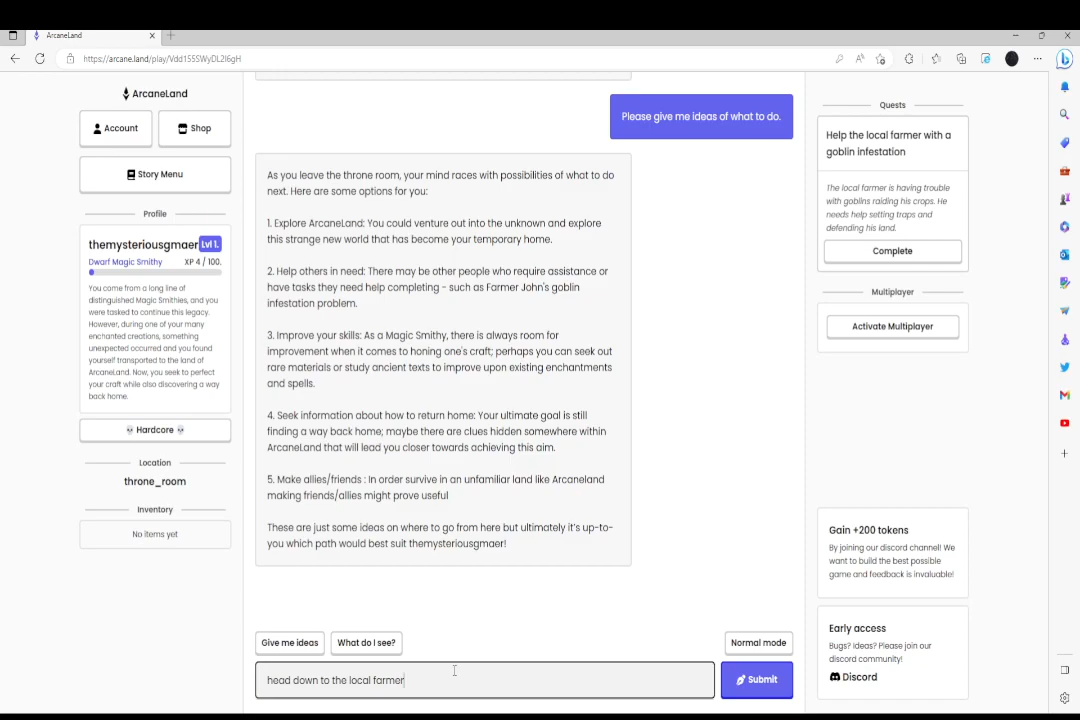 ArcaneLand
https://arcane.land/play/Vdd155SWyDL2l6gH
ArcaneLand
Account
Shop
Story Menu
Profile
themysteriousgmaer Lvl 1.
Dwarf Magic Smithy XP 4 / 100.
You come from a long line of
distinguished Magic Smithies, and you
were tasked to continue this legacy.
However, during one of your many
enchanted creations, something
unexpected occurred and you found
yourself transported to the land of
ArcaneLand. Now, you seek to perfect
your craft while also discovering a way
back home.
Hardcore
Location
throne_room
Inventory
No items yet
Please give me ideas of what to do.
As you leave the throne room, your mind races with possibilities of what to do
next. Here are some options for you:
1. Explore ArcaneLand: You could venture out into the unknown and explore
this strange new world that has become your temporary home.
2. Help others in need: There may be other people who require assistance or
have tasks they need help completing - such as Farmer John's goblin
infestation problem.
3. Improve your skills: As a Magic Smithy, there is always room for
improvement when it comes to honing one's craft; perhaps you can seek out
rare materials or study ancient texts to improve upon existing enchantments
and spells.
4. Seek information about how to return home: Your ultimate goal is still
finding a way back home; maybe there are clues hidden somewhere within
ArcaneLand that will lead you closer towards achieving this aim.
5. Make allies/friends : In order survive in an unfamiliar land like Arcaneland
making friends/allies might prove useful
These are just some ideas on where to go from here but ultimately it's up-to-
you which path would best suit themysteriousgmaer!
Give me ideas
What do I see?
Normal mode
head down to the local farmer
Submit
Quests
Help the local farmer with a
goblin infestation
The local farmer is having trouble
with goblins raiding his crops. He
needs help setting traps and
defending his land.
Complete
Multiplayer
Activate Multiplayer
Gain +200 tokens
By joining our discord channel! We
want to build the best possible
game and feedback is invaluable!
Early access
Bugs? Ideas? Please join our
discord community!
Discord